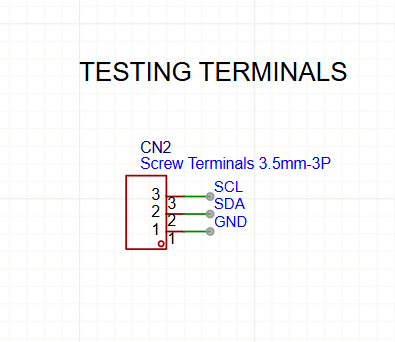 TESTING TERMINALS
CN2
Screw Terminals 3.5mm-3P
3 3 SCL
2 2 SDA
1 1 GND